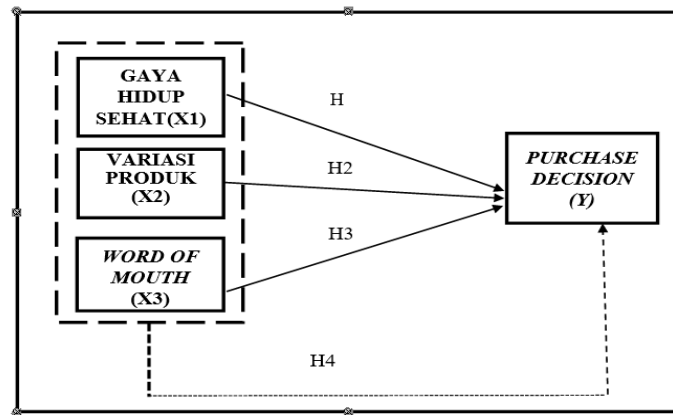 GAYA
HIDUP
SEHAT(X1)
H
VARIASI
PRODUK
(X2)
H2
PURCHASE
DECISION
(Y)
H3
WORD OF
MOUTH
(X3)
H4